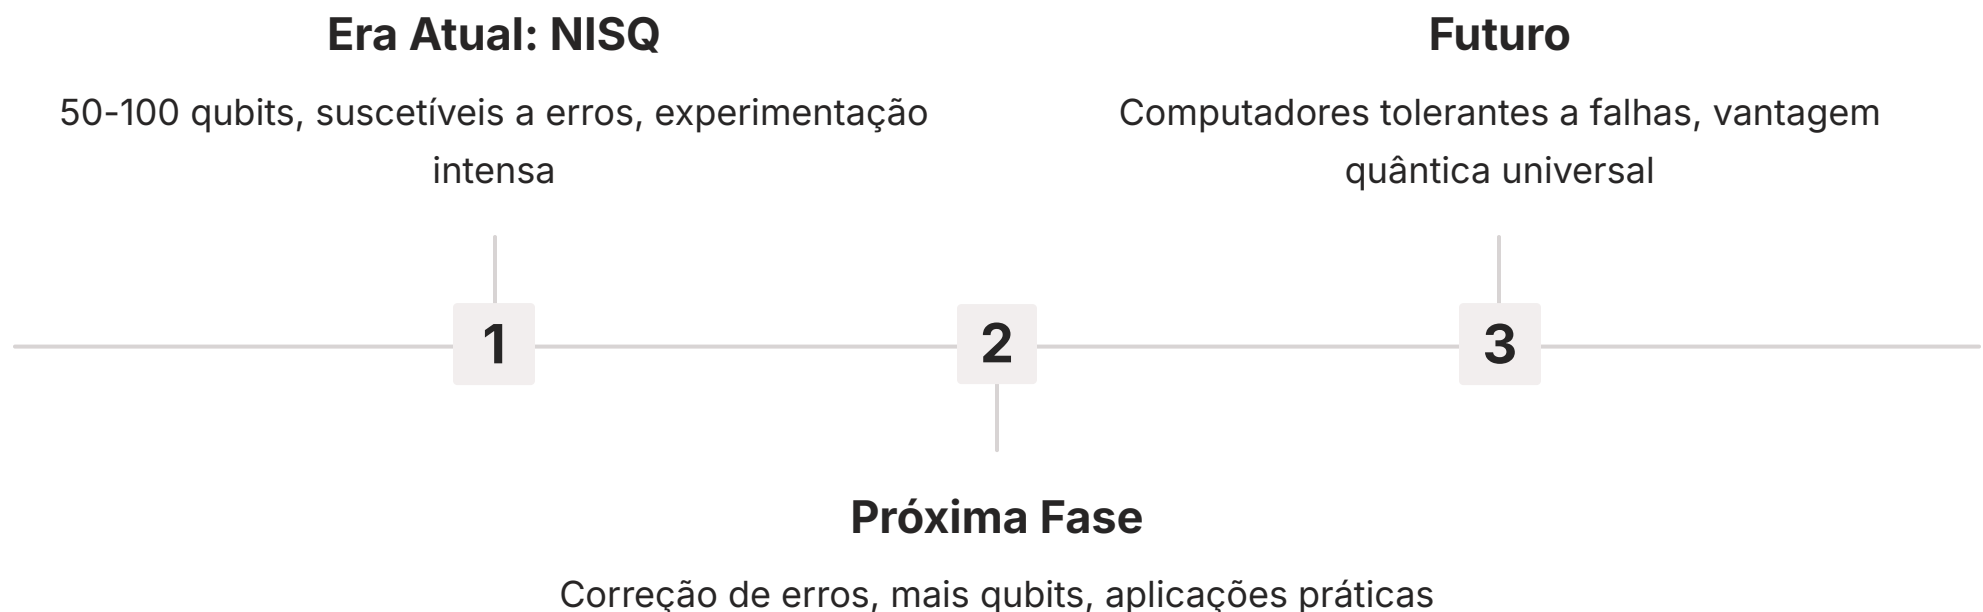 Era Atual: NISQ
50-100 qubits, suscetíveis a erros, experimentação
intensa
1
2
Próxima Fase
Correção de erros, mais qubits, aplicações práticas
Futuro
Computadores tolerantes a falhas, vantagem
quântica universal
3